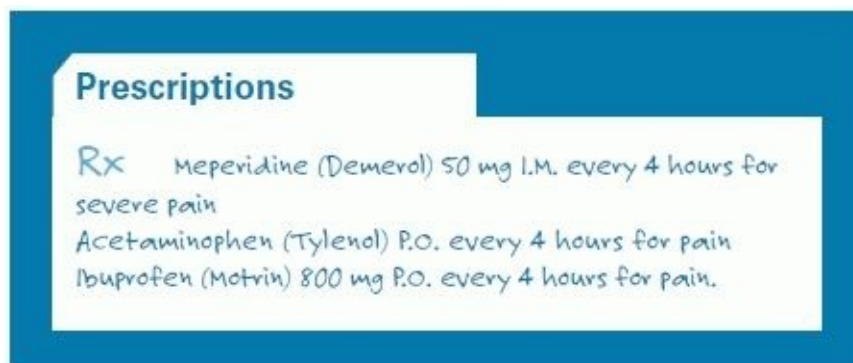 Prescriptions
Rx Meperidine (Demerol) 50 mg I.M. every 4 hours for
severe pain
Acetaminophen (Tylenol) P.O. every 4 hours for pain
Ibuprofen (Motrin) 800 mg P.O. every 4 hours for pain.